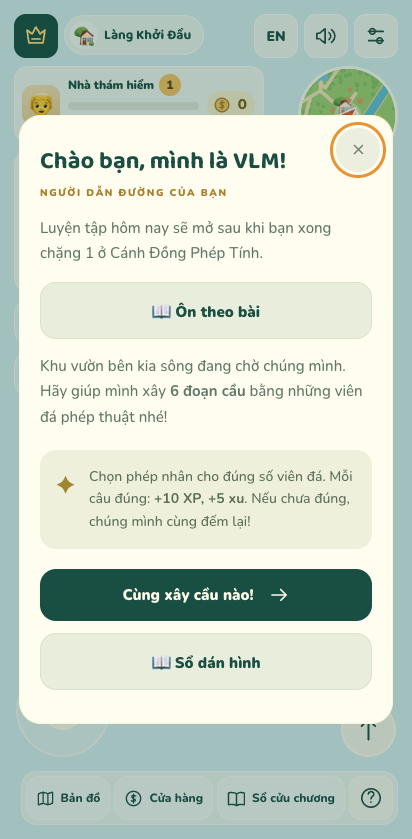 Làng Khởi Đầu
EN
Nhà thám hiểm 1
0
Chào bạn, mình là VLM!
NGƯỜI DẪN ĐƯỜNG CỦA BẠN
Luyện tập hôm nay sẽ mở sau khi bạn xong
chặng 1 ở Cánh Đồng Phép Tính.
Ôn theo bài
Khu vườn bên kia sông đang chờ chúng mình.
Hãy giúp mình xây 6 đoạn cầu bằng những viên
đá phép thuật nhé!
Chọn phép nhân cho đúng số viên đá. Mỗi
câu đúng: +10 XP, +5 xu. Nếu chưa đúng,
chúng mình cùng đếm lại!
Cùng xây cầu nào!
Sổ dán hình
Bản đồ
Cửa hàng
Sổ cửu chương